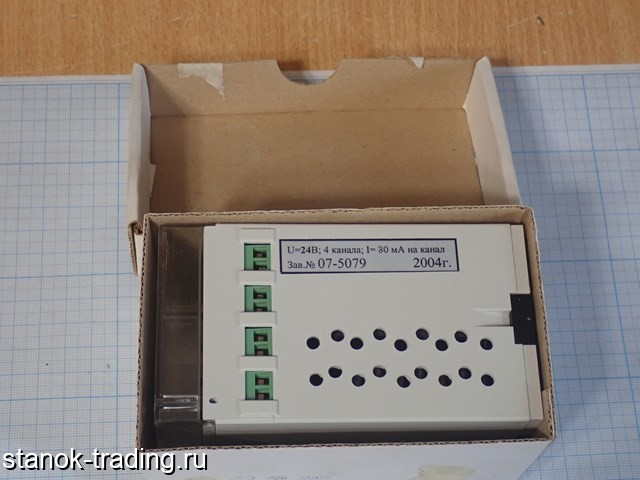 U=24В; 4 канала; I= 80 мА на канал
Зав.№ 07-5079 2004г.
stanok-trading.ru